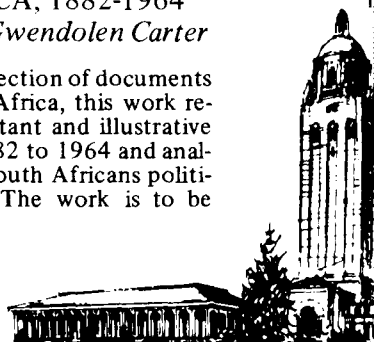 CA, 1882-1964
Gwendolen Carter
ection of documents
Africa, this work re-
tant and illustrative
82 to 1964 and anal-
outh Africans politi-
The work is to be